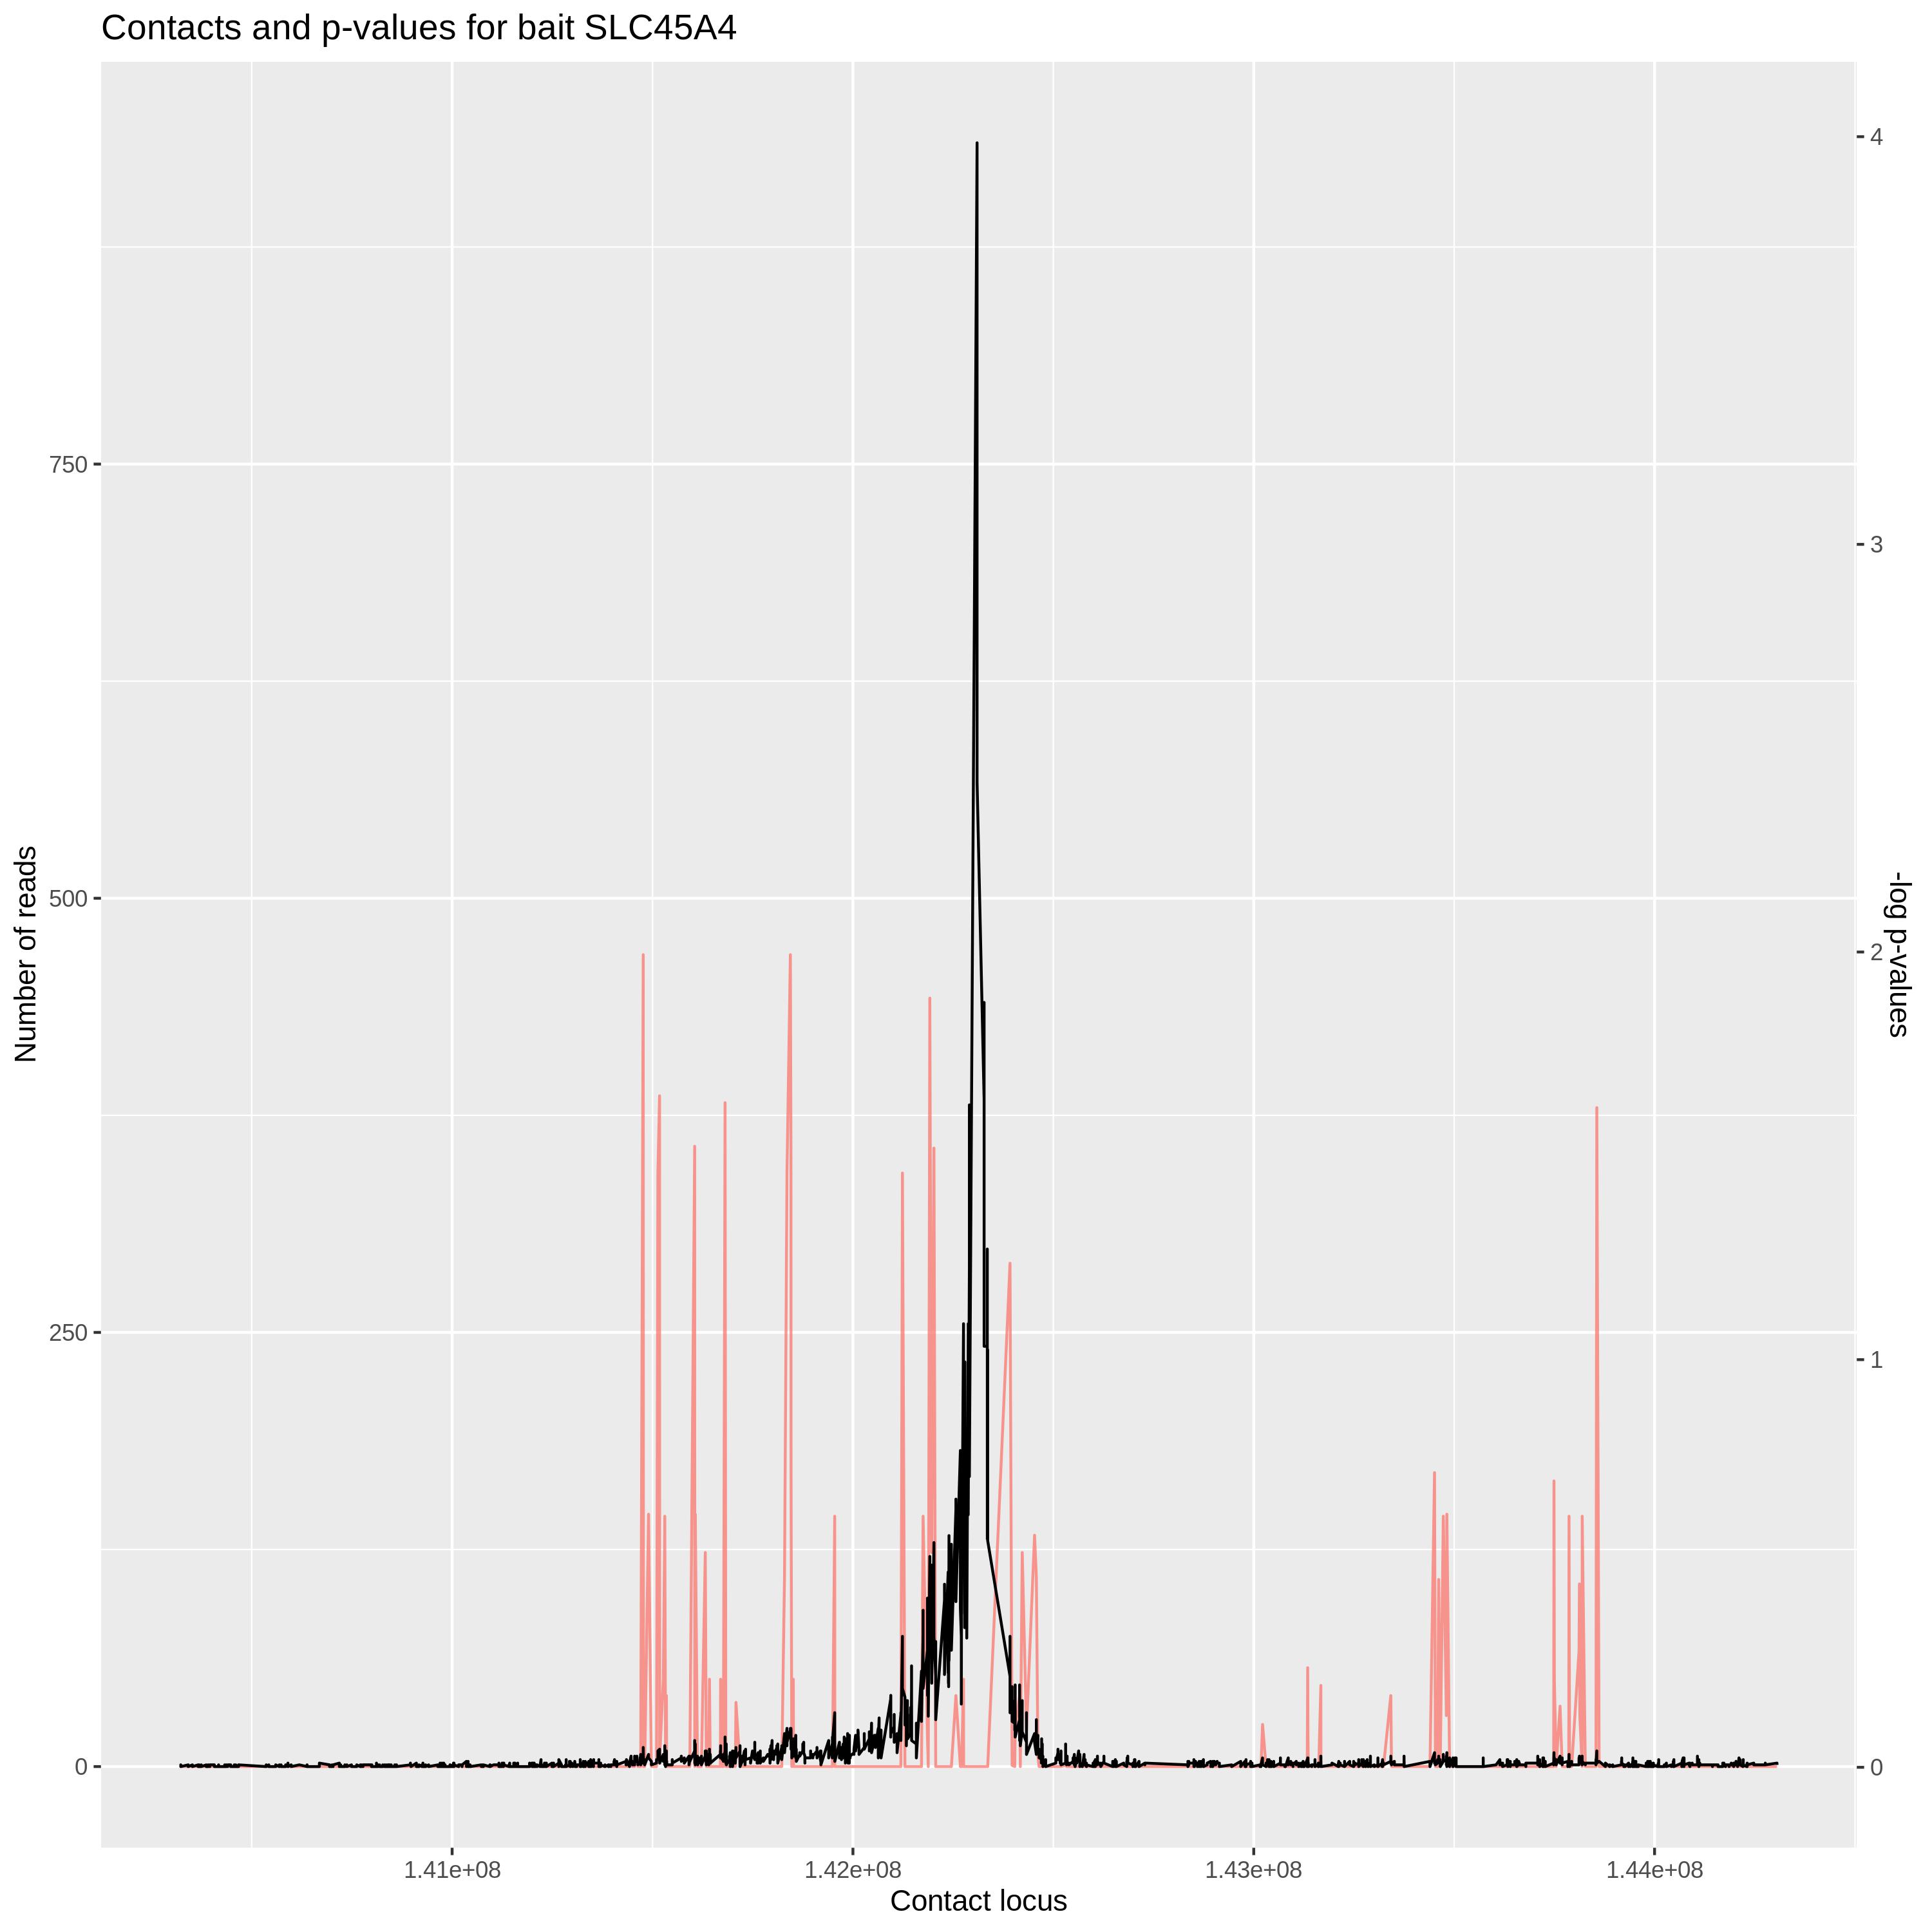 Contacts and p-values for bait SLC45A4
Number of reads
750
500
250
0
4
3
2
1
0
-log p-values
1.41e+08
1.42e+08
1.43e+08
1.44e+08
Contact locus